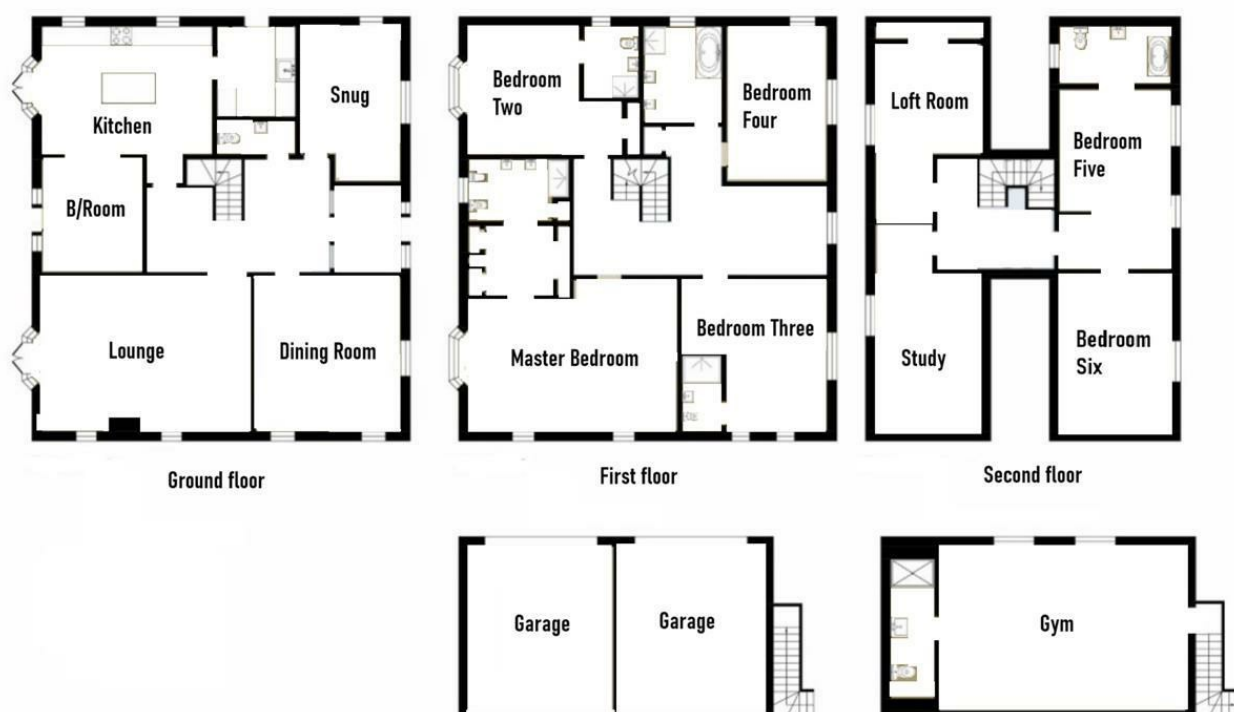 Kitchen
Snug
B/Room
Lounge
Dining Room
Ground floor
Bedroom
Two
Bedroom
Four
Master Bedroom
Bedroom Three
First floor
Loft Room
Bedroom
Five
Study
Bedroom
Six
Second floor
Garage
Garage
Gym